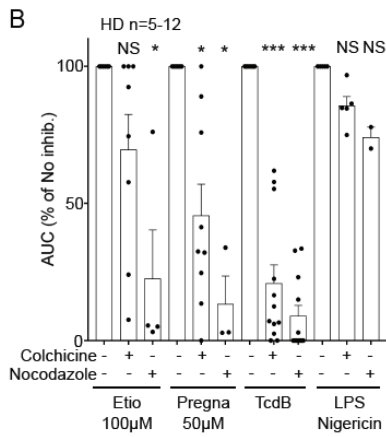 B
HD n=5-12
NS * * * *** *** NS NS
100
50
0
AUC (% of No inhib.)
Colchicine - + - - + - - + - - + -
Nocodazole - - + - - + - - + - - +
Etio Pregna TcdB LPS
100µM 50µM Nigericin